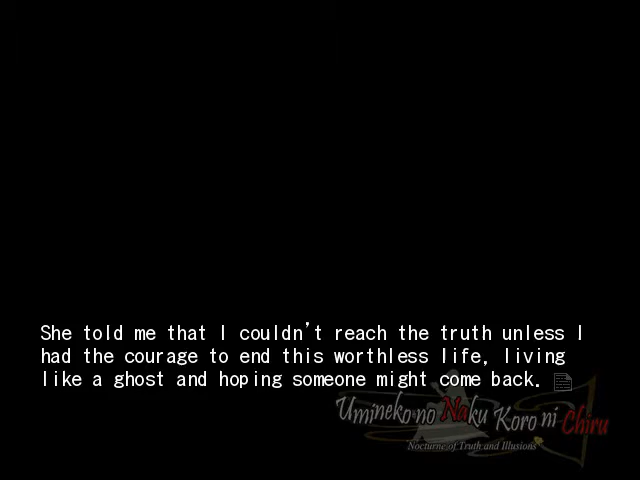 She told me that I couldn't reach the truth unless I
had the courage to end this worthless life, living
like a ghost and hoping someone might come back.
Umineko no Naku Koro ni Chiru
Nocturne of Truth and Illusions